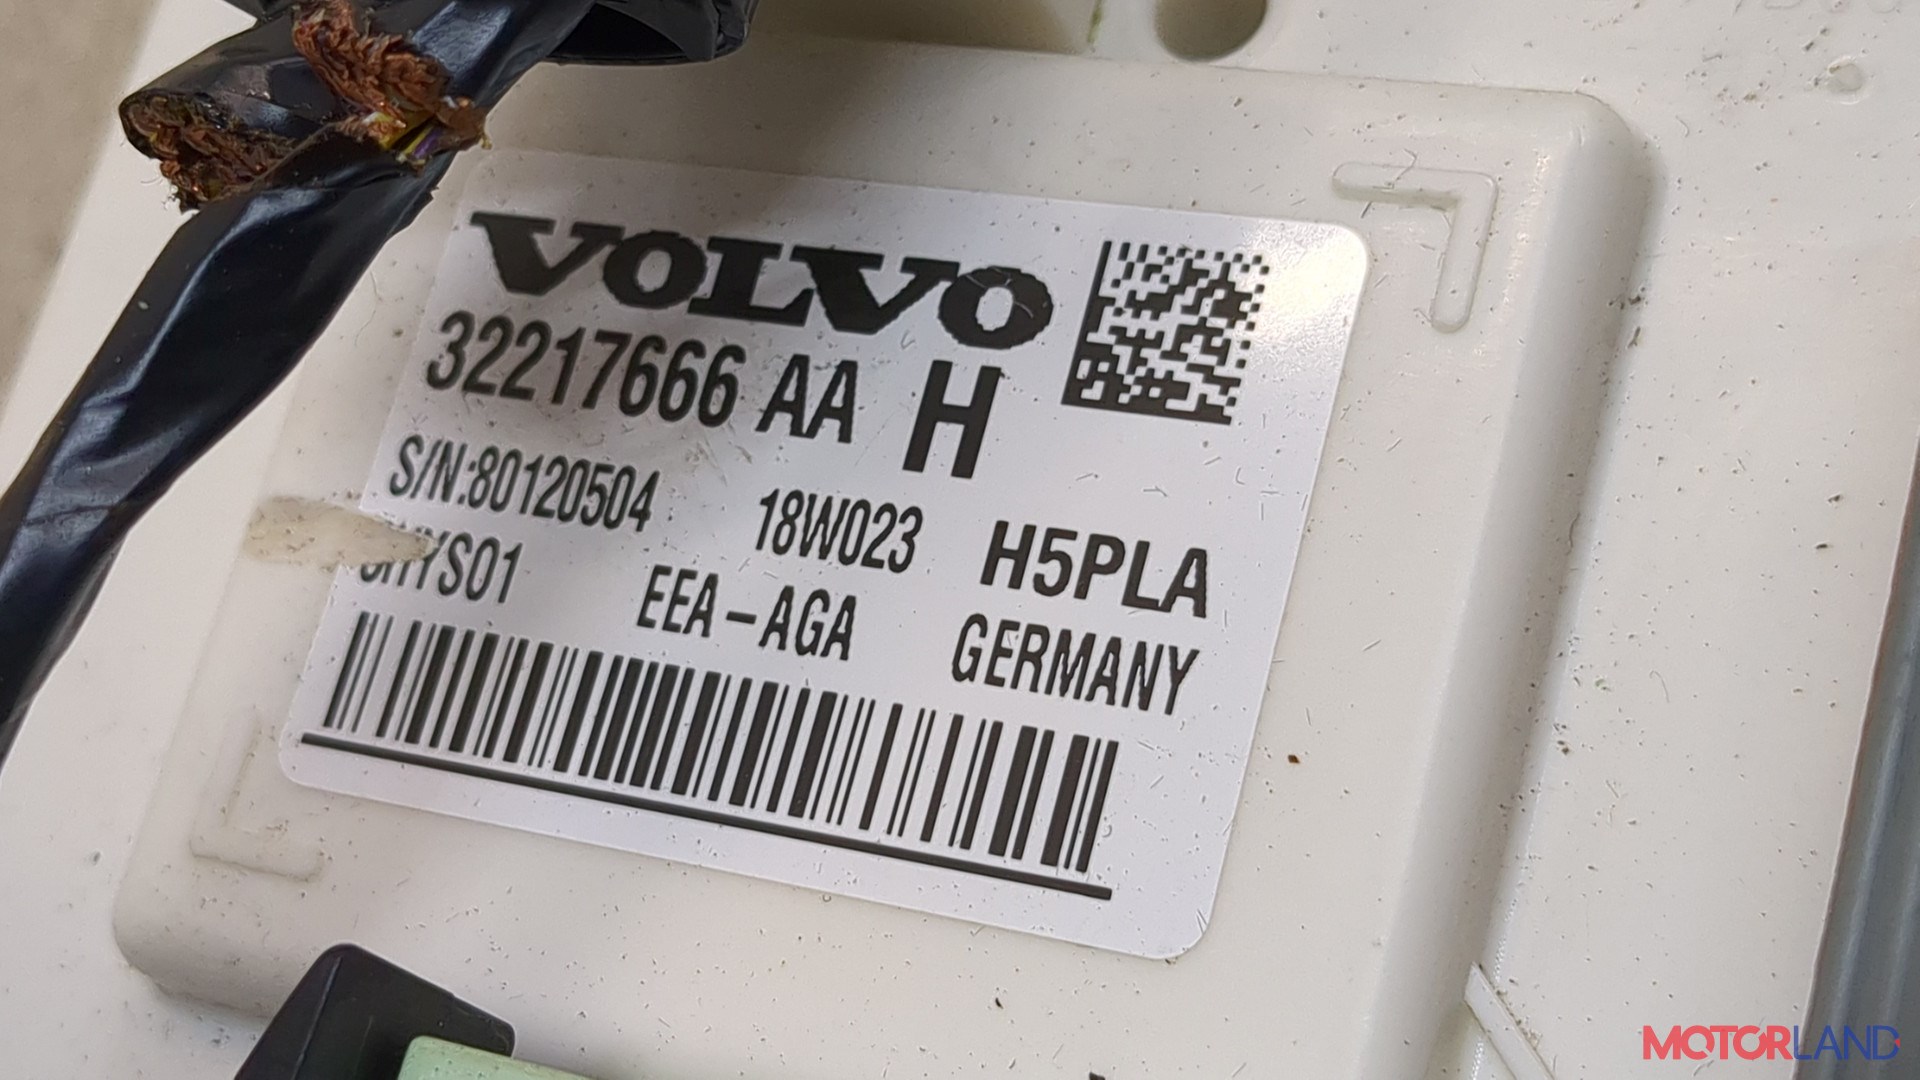 VOLVO
32217666 AA H
S/N:80120504 18W023 H5PLA
EEA-AGA GERMANY
MOTORLAND